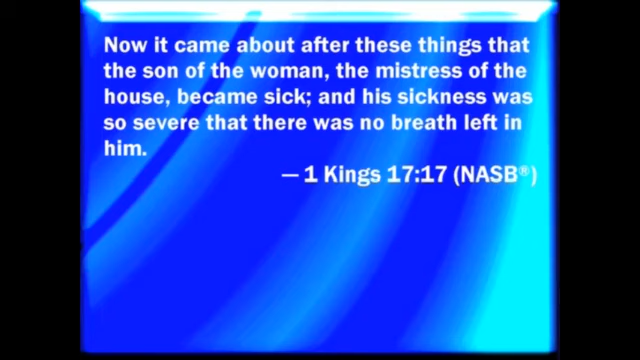 Now it came about after these things that
the son of the woman, the mistress of the
house, became sick; and his sickness was
so severe that there was no breath left in
him.
— 1 Kings 17:17 (NASB®)